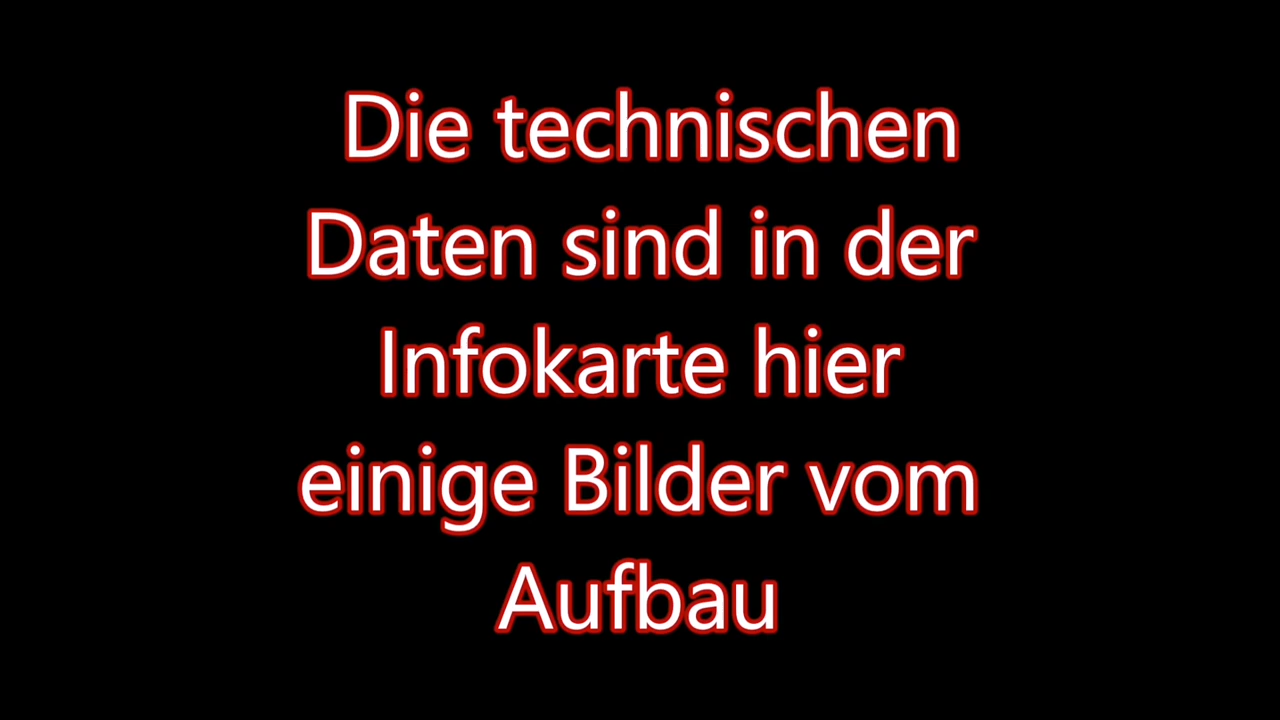 Die technischen
Daten sind in der
Infokarte hier
einige Bilder vom
Aufbau